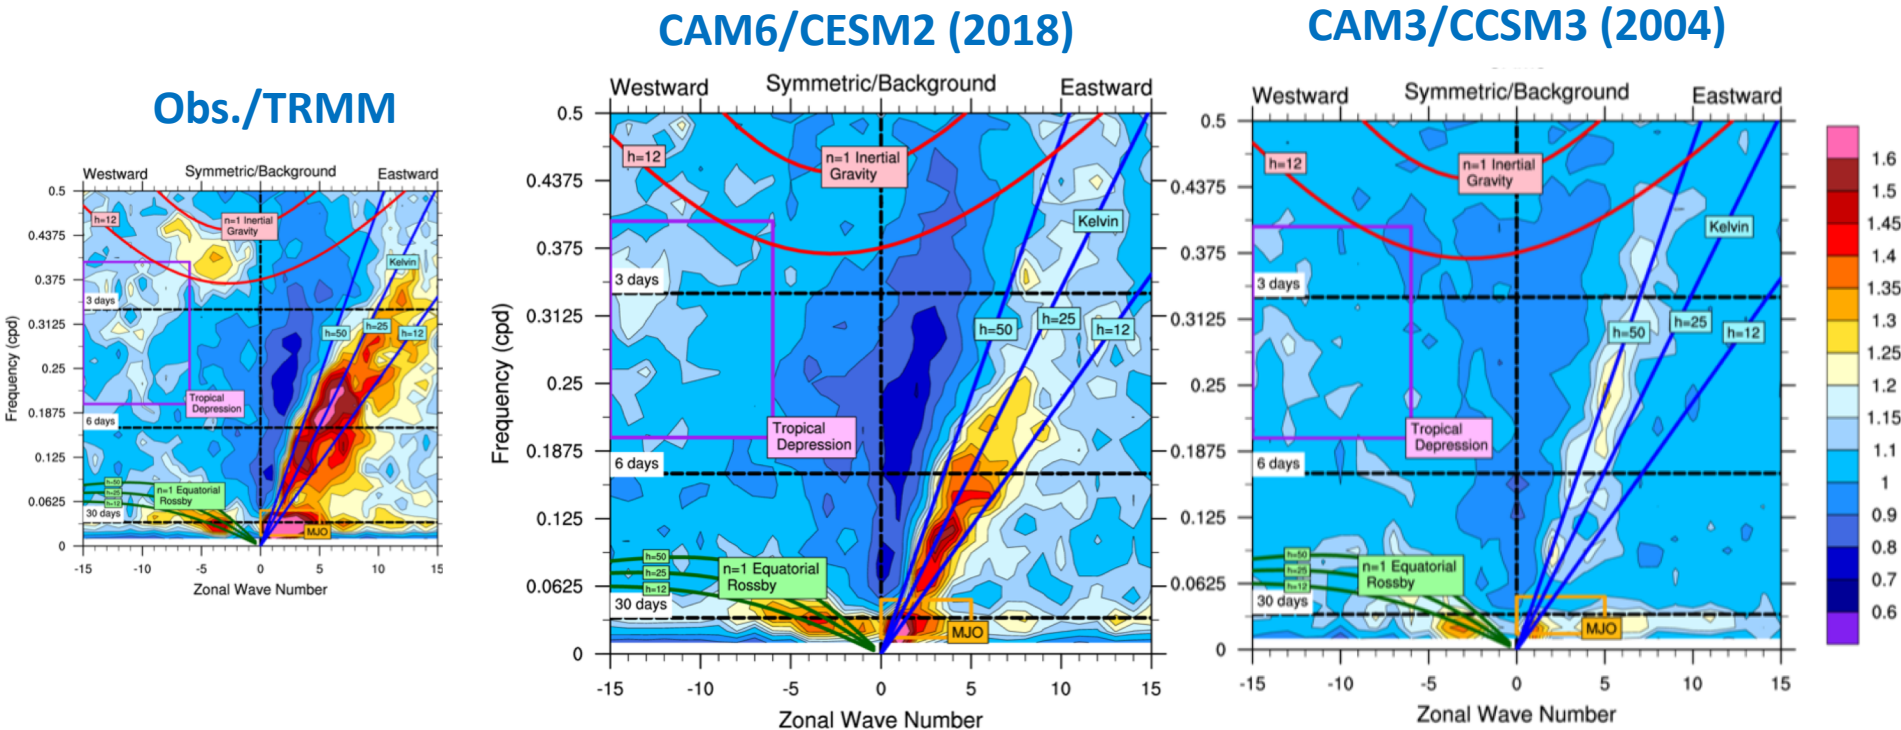 CAM6/CESM2 (2018)
CAM3/CCSM3 (2004)
Obs./TRMM
Westward
Symmetric/Background
Eastward
0.5
0.4375
0.375
0.3125
0.25
0.1875
0.125
0.0625
0
Frequency (cpd)
h=12
n=1 Inertial
Gravity
Kelvin
3 days
h=50
h=25
h=12
Tropical
Depression
6 days
h=50
h=25
h=12
n=1 Equatorial
Rossby
30 days
MJO
-15
-10
-5
0
5
10
15
Zonal Wave Number
Westward
Symmetric/Background
Eastward
0.5
0.4375
0.375
0.3125
0.25
0.1875
0.125
0.0625
0
Frequency (cpd)
h=12
n=1 Inertial
Gravity
Kelvin
3 days
h=50
h=25
h=12
Tropical
Depression
6 days
h=50
h=25
h=12
n=1 Equatorial
Rossby
30 days
MJO
-15
-10
-5
0
5
10
15
Zonal Wave Number
Westward
Symmetric/Background
Eastward
0.5
0.4375
0.375
0.3125
0.25
0.1875
0.125
0.0625
0
h=12
n=1 Inertial
Gravity
Kelvin
3 days
h=50
h=25
h=12
Tropical
Depression
6 days
h=50
h=25
h=12
n=1 Equatorial
Rossby
30 days
MJO
-15
-10
-5
0
5
10
15
Zonal Wave Number
1.6
1.5
1.45
1.4
1.35
1.3
1.25
1.2
1.15
1.1
1
0.9
0.8
0.7
0.6